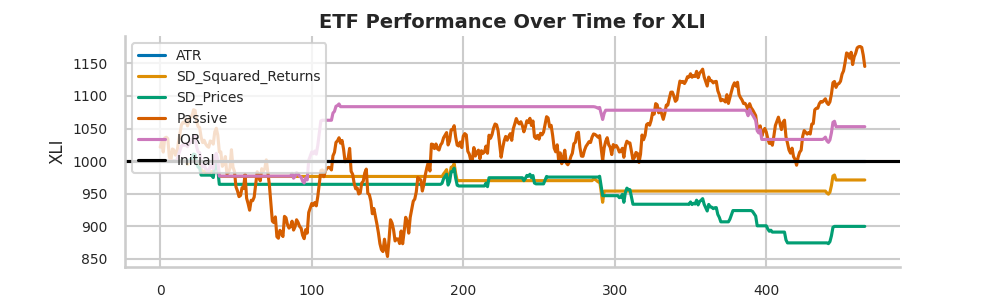 ETF Performance Over Time for XLI
XLI
1150
1100
1050
1000
950
900
850
ATR
SD_Squared_Returns
SD_Prices
Passive
IQR
Initial
0
100
200
300
400